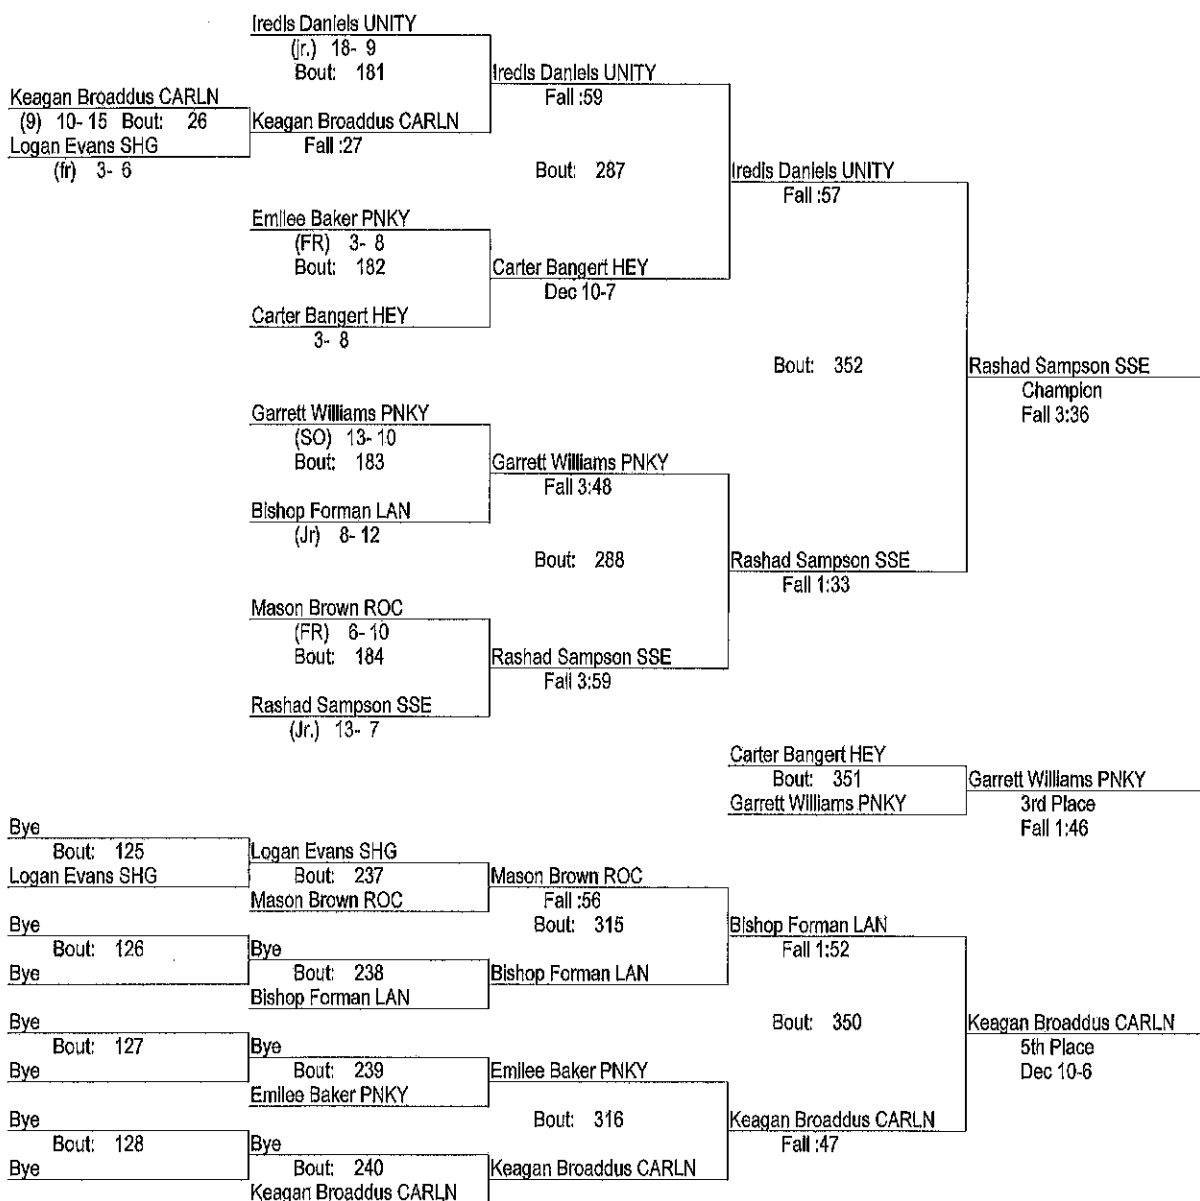 Iredis Daniels UNITY
(jr.) 18- 9
Bout: 181
Iredis Daniels UNITY
Fall :59
Keagan Broaddus CARLN
(9) 10- 15 Bout: 26
Keagan Broaddus CARLN
Fall :27
Logan Evans SHG
(fr) 3- 6
Bout: 287
Iredis Daniels UNITY
Fall :57
Emilee Baker PNKY
(FR) 3- 8
Bout: 182
Carter Bangert HEY
Dec 10-7
Carter Bangert HEY
3- 8
Bout: 352
Rashad Sampson SSE
Champion
Fall 3:36
Garrett Williams PNKY
(SO) 13- 10
Bout: 183
Garrett Williams PNKY
Fall 3:48
Bishop Forman LAN
(Jr) 8- 12
Bout: 288
Rashad Sampson SSE
Fall 1:33
Mason Brown ROC
(FR) 6- 10
Bout: 184
Rashad Sampson SSE
Fall 3:59
Rashad Sampson SSE
(Jr.) 13- 7
Carter Bangert HEY
Bout: 351
Garrett Williams PNKY
Garrett Williams PNKY
3rd Place
Fall 1:46
Bye
Bout: 125
Logan Evans SHG
Logan Evans SHG
Bout: 237
Mason Brown ROC
Mason Brown ROC
Fall :56
Bout: 315
Bye
Bout: 126
Bye
Bye
Bout: 238
Bishop Forman LAN
Bishop Forman LAN
Bishop Forman LAN
Fall 1:52
Bout: 350
Keagan Broaddus CARLN
5th Place
Dec 10-6
Bye
Bout: 127
Bye
Bye
Bout: 239
Emilee Baker PNKY
Emilee Baker PNKY
Bout: 316
Keagan Broaddus CARLN
Fall :47
Bye
Bout: 128
Bye
Bye
Bout: 240
Keagan Broaddus CARLN
Keagan Broaddus CARLN